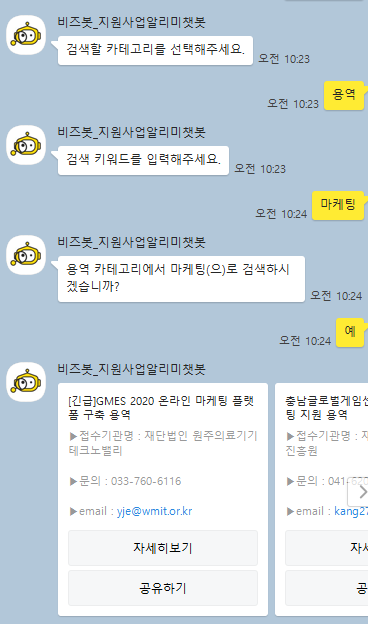 비즈봇_지원사업알리미챗봇
검색할 카테고리를 선택해주세요.
오전 10:23
용역
오전 10:23
비즈봇_지원사업알리미챗봇
검색 키워드를 입력해주세요.
오전 10:23
마케팅
오전 10:24
비즈봇_지원사업알리미챗봇
용역 카테고리에서 마케팅(으)로 검색하시
겠습니까?
오전 10:24
예
오전 10:24
비즈봇_지원사업알리미챗봇
[긴급]GMES 2020 온라인 마케팅 플랫
폼 구축 용역
▶접수기관명 : 재단법인 원주의료기기
테크노밸리
▶문의 : 033-760-6116
▶email : yje@wmit.or.kr
자세히보기
공유하기
충남글로벌게임센
팅 지원 용역
▶접수기관명 : 재
진흥원
▶문의 : 041-620
▶email : kang27
자세
공